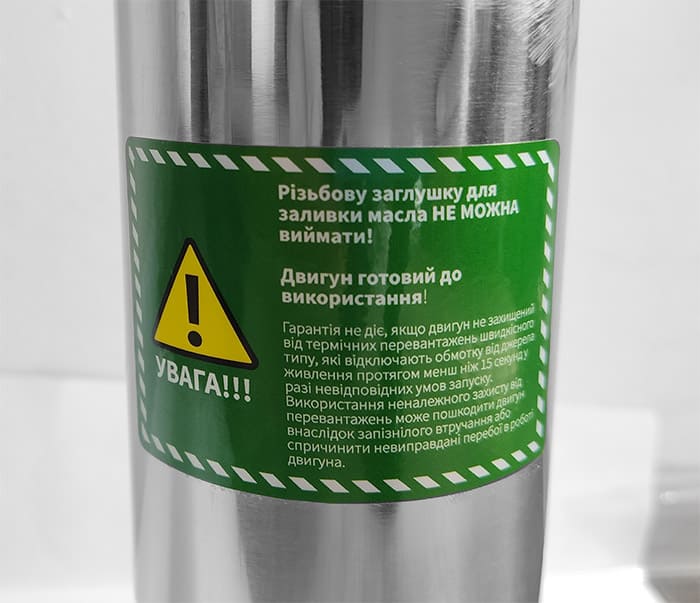 Різьбову заглушку для
заливки масла НЕ МОЖНА
виймати!
Двигун готовий до
використання!
Гарантія не діє, якщо двигун не захищений
від термічних перевантажень швидкісного
типу, які відключають обмотку від джерела
живлення протягом менш ніж 15 секунд у
разі невідповідних умов запуску.
Використання неналежного захисту від
перевантажень може пошкодити двигун
внаслідок запізнілого втручання або
спричинити невиправдані перебої в роботі
двигуна.
УВАГА!!!